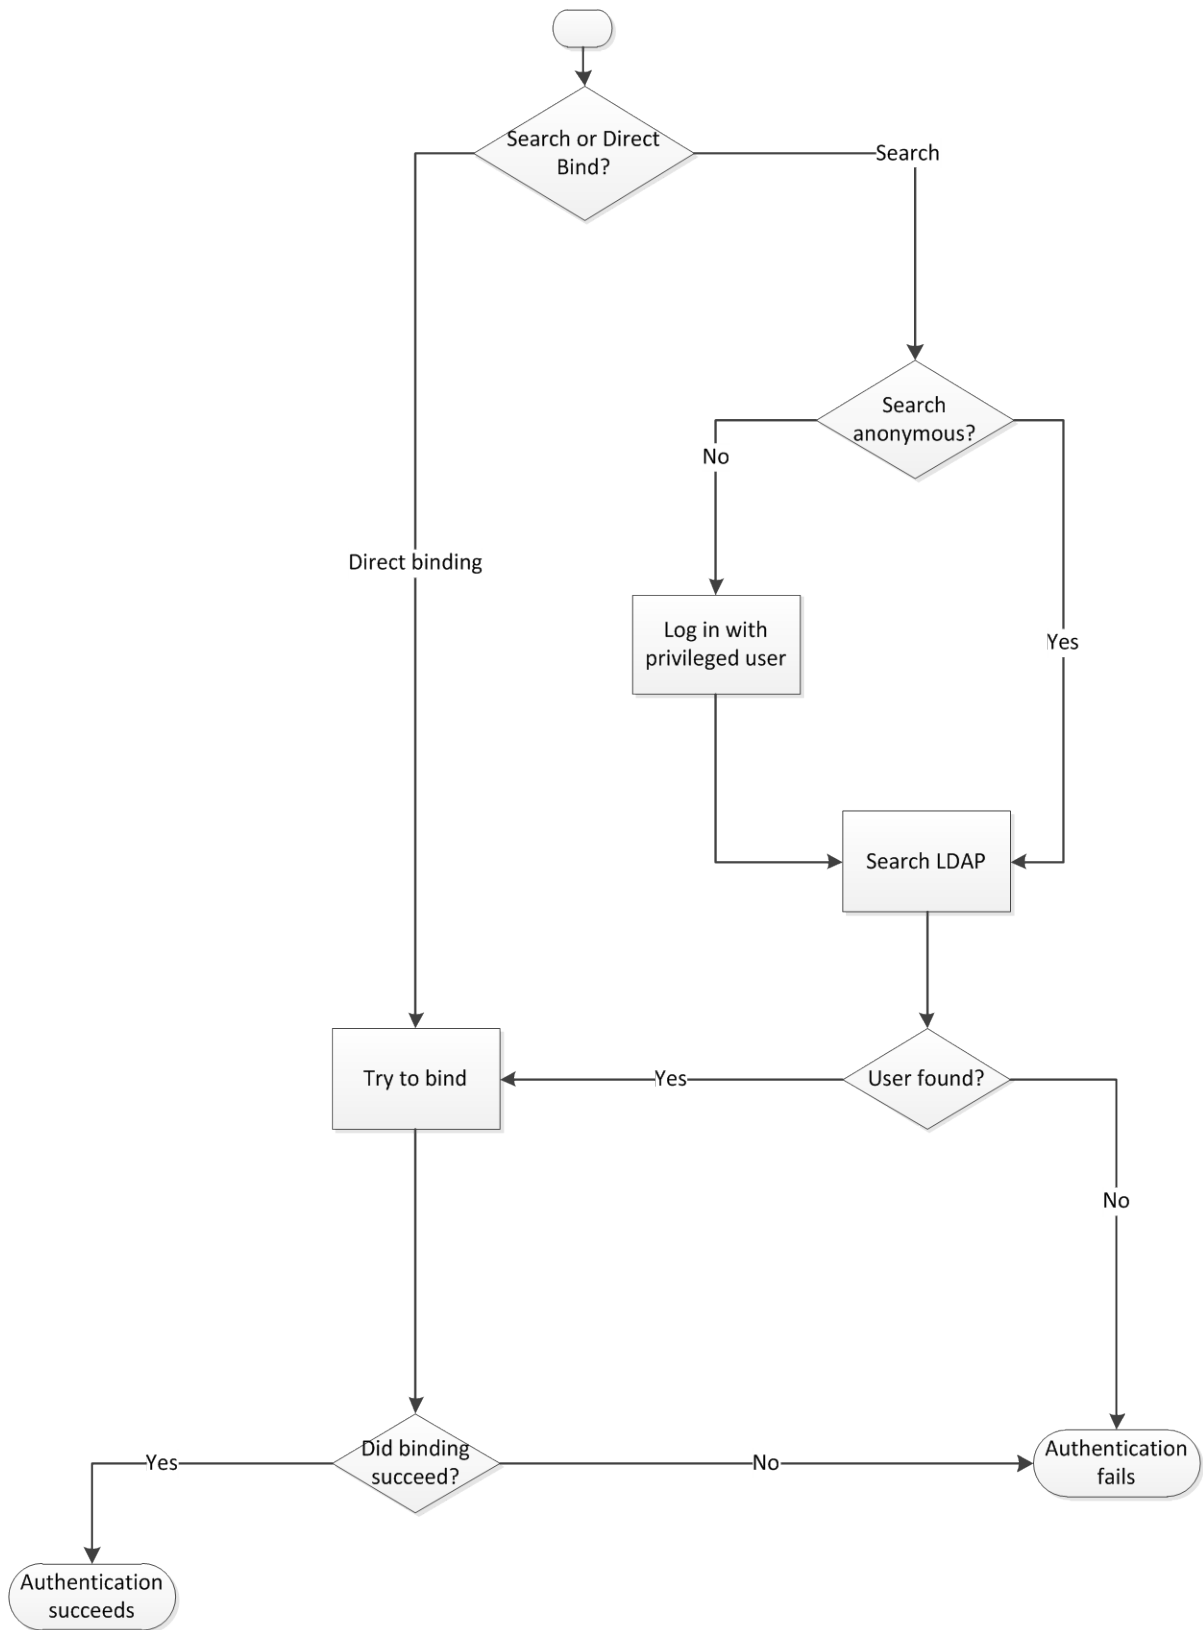 Search or Direct
Bind?
Search
Search
anonymous?
No
Direct binding
Log in with
privileged user
Yes
Search LDAP
Try to bind
Yes
User found?
No
Did binding
succeed?
Yes
No
Authentication
fails
Authentication
succeeds